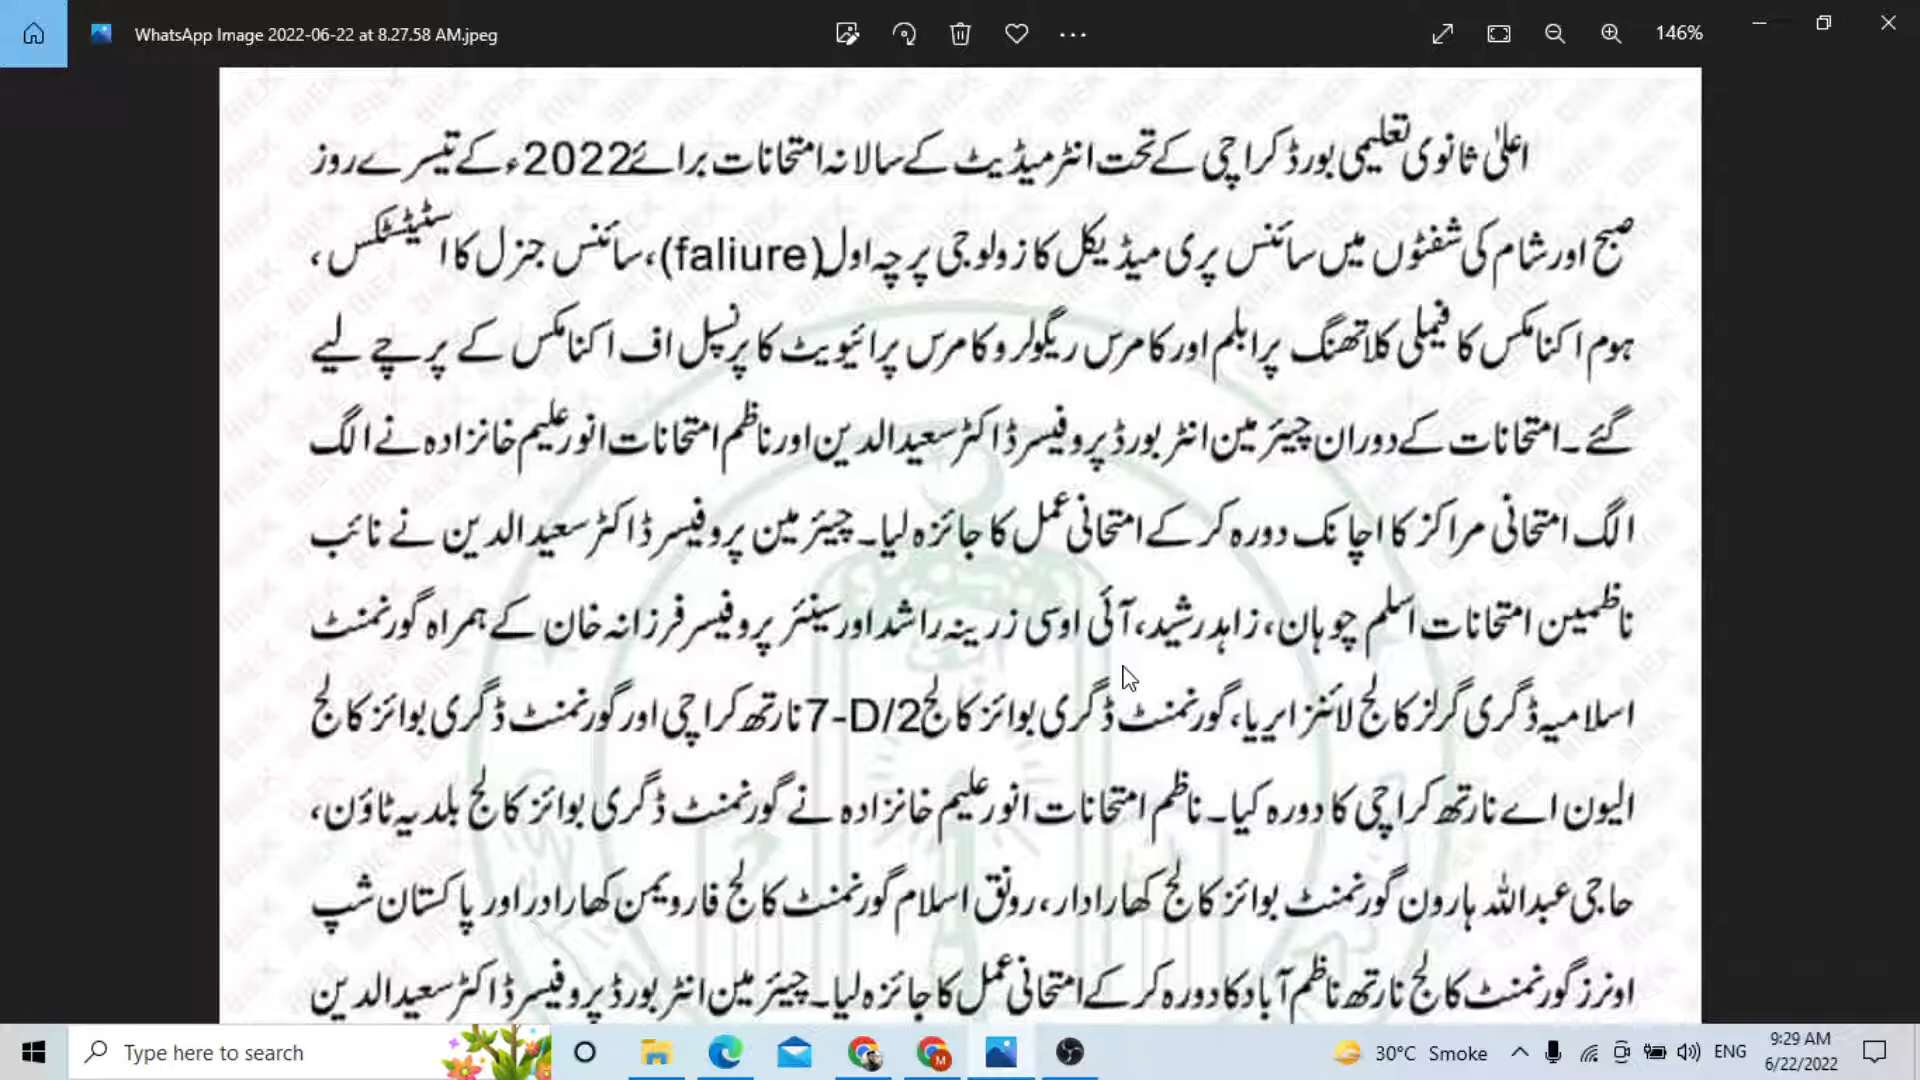 WhatsApp Image 2022-06-22 at 8.27.58 AM.jpeg
146%
اعلیٰ ثانوی تعلیمی بورڈ کراچی کے تحت انٹرمیڈیٹ کے سالانہ امتحانات برائے 2022ء کے تیسرے روز
صبح اور شام کی شفٹوں میں سائنس پری میڈیکل کا زولوجی پرچہ اول (faliure)، سائنس جنرل کا اسٹیٹسٹکس،
ہوم اکنامکس کا فیملی کلاتھنگ پرابلم اور کامرس ریگولر و کامرس پرائیویٹ کا پرنسپل اف اکنامکس کے پرچے لیے
گئے۔ امتحانات کے دوران چیئرمین انٹر بورڈ پروفیسر ڈاکٹر سعید الدین اور ناظم امتحانات انور علیم خانزادہ نے الگ
الگ امتحانی مراکز کا اچانک دورہ کر کے امتحانی عمل کا جائزہ لیا۔ چیئرمین پروفیسر ڈاکٹر سعید الدین نے نائب
ناظمین امتحانات اسلم چوہان، زاہد رشید، آئی او سی زرینہ راشد اور سینئر پروفیسر فرزانہ خان کے ہمراہ گورنمنٹ
اسلامیہ ڈگری گرلز کالج لائنز ایریا، گورنمنٹ ڈگری بوائز کالج 7-D/2 نارتھ کراچی اور گورنمنٹ ڈگری بوائز کالج
الیون اے نارتھ کراچی کا دورہ کیا۔ ناظم امتحانات انور علیم خانزادہ نے گورنمنٹ ڈگری بوائز کالج بلدیہ ٹاؤن،
حاجی عبداللہ ہارون گورنمنٹ بوائز کالج کھارادار، رونق اسلام گورنمنٹ کالج فار ویمن کھارادر اور پاکستان شپ
اونرز گورنمنٹ کالج نارتھ ناظم آباد کا دورہ کر کے امتحانی عمل کا جائزہ لیا۔ چیئرمین انٹر بورڈ پروفیسر ڈاکٹر سعید الدین
Type here to search
30°C Smoke
ENG
9:29 AM
6/22/2022